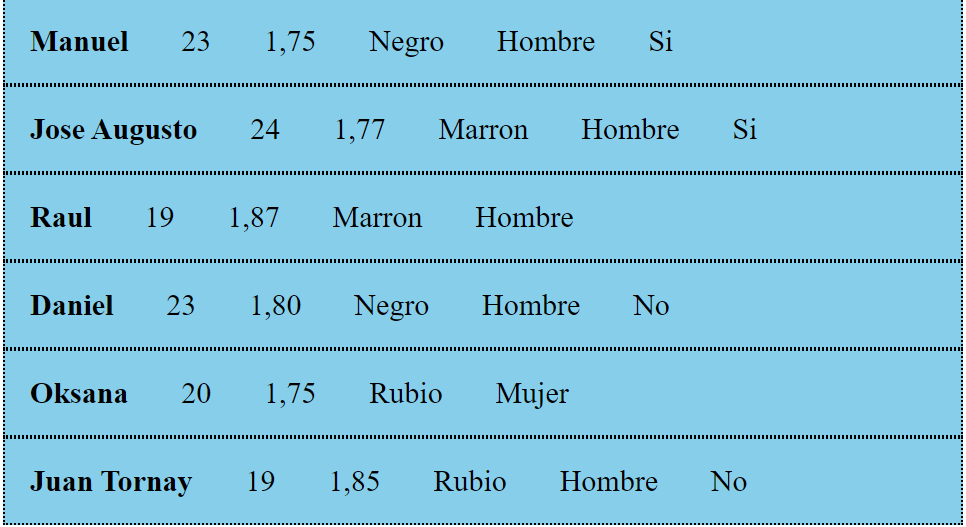 Manuel 23 1,75 Negro Hombre Si
Jose Augusto 24 1,77 Marron Hombre Si
Raul 19 1,87 Marron Hombre
Daniel 23 1,80 Negro Hombre No
Oksana 20 1,75 Rubio Mujer
Juan Tornay 19 1,85 Rubio Hombre No